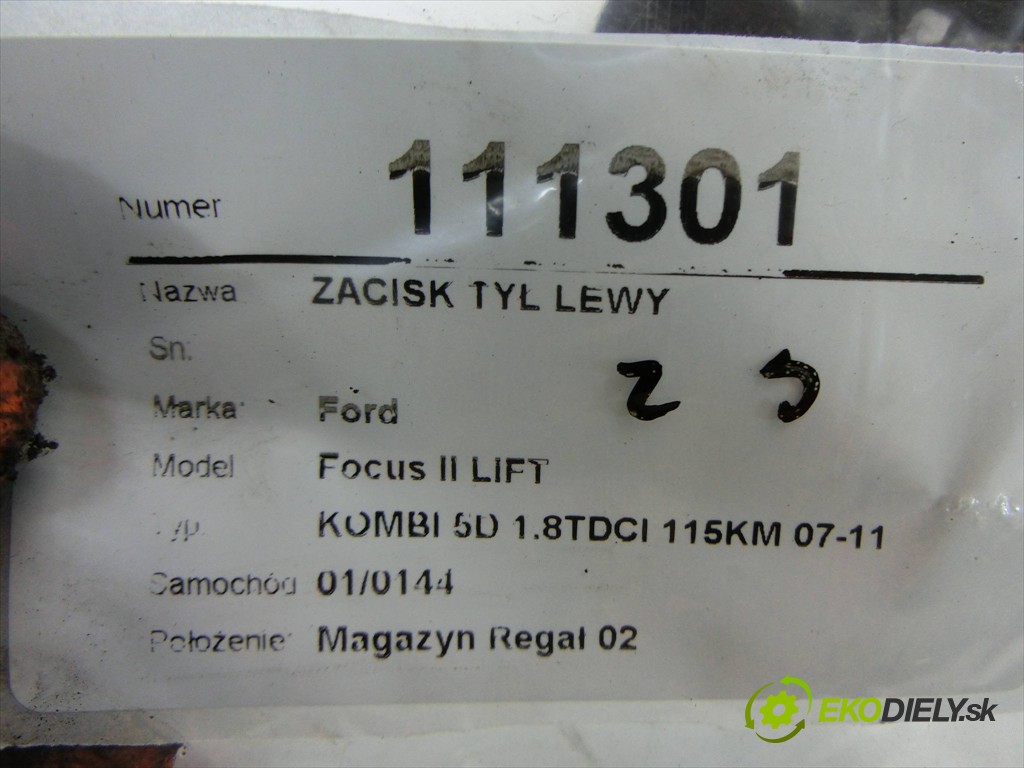 Numer 111301
Nazwa ZACISK TYŁ LEWY
Sn.
Marka Ford
Model Focus II LIFT
Typ KOMBI 5D 1.8TDCI 115KM 07-11
Samochód 01/0144
Położenie Magazyn Regał 02
EKODIELY.sk